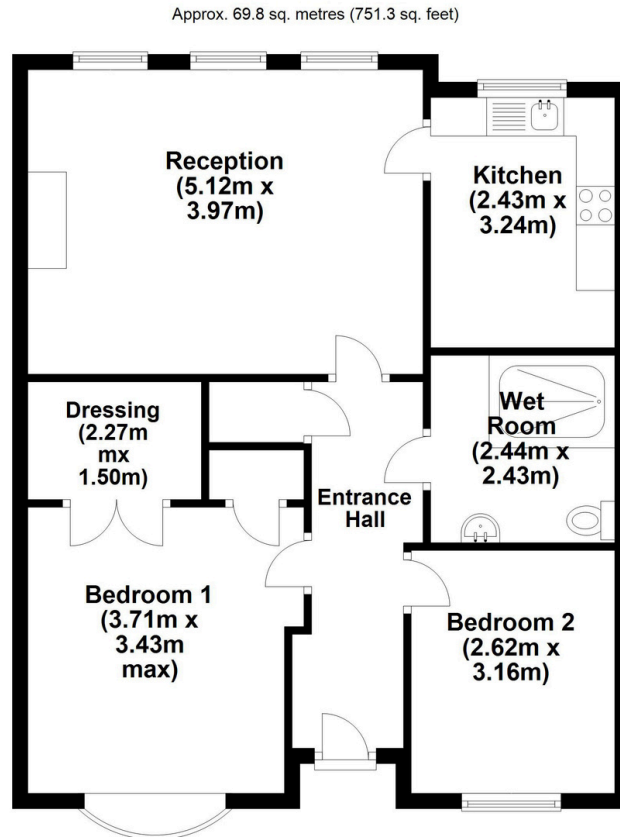 Approx. 69.8 sq. metres (751.3 sq. feet)
Reception
(5.12m x
3.97m)
Kitchen
(2.43m x
3.24m)
Dressing
(2.27m
mx
1.50m)
Wet
Room
(2.44m x
2.43m)
Entrance
Hall
Bedroom 1
(3.71m x
3.43m
max)
Bedroom 2
(2.62m x
3.16m)